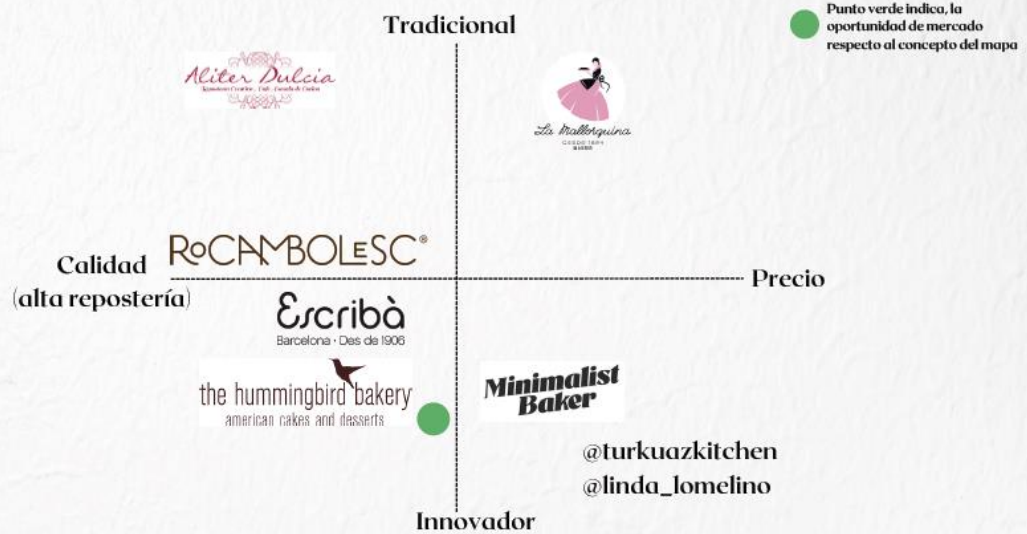 Tradicional
Punto verde indica, la
oportunidad de mercado
respecto al concepto del mapa
Aliter Dulcia
La Mallorquina
DESDE 1894
ROCAMBOLESC®
Calidad
(alta repostería)
Precio
Escribà
Barcelona · Des de 1906
the hummingbird bakery
american cakes and desserts
Minimalist
Baker
@turkuazkitchen
@linda_lomelino
Innovador